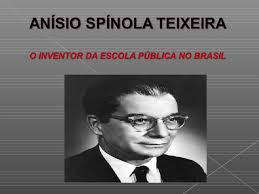 ANÍSIO SPÍNOLA TEIXEIRA
O INVENTOR DA ESCOLA PÚBLICA NO BRASIL